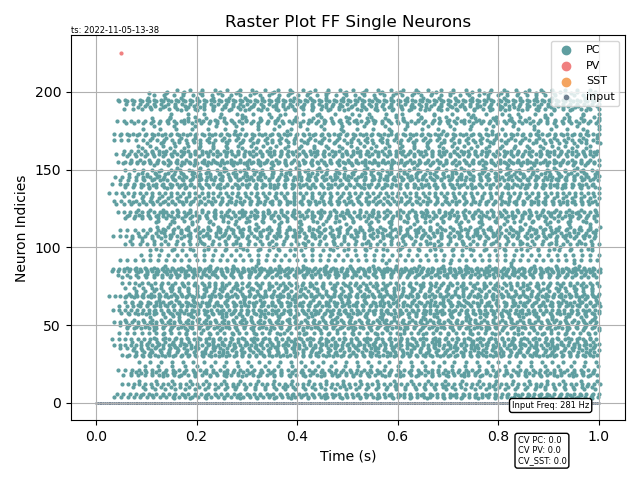 Raster Plot FF Single Neurons
ts: 2022-11-05-13-38
PC
PV
SST
input
Neuron Indicies
200
150
100
50
0
Input Freq: 281 Hz
0.0 0.2 0.4 0.6 0.8 1.0
Time (s)
CV PC: 0.0
CV PV: 0.0
CV_SST: 0.0